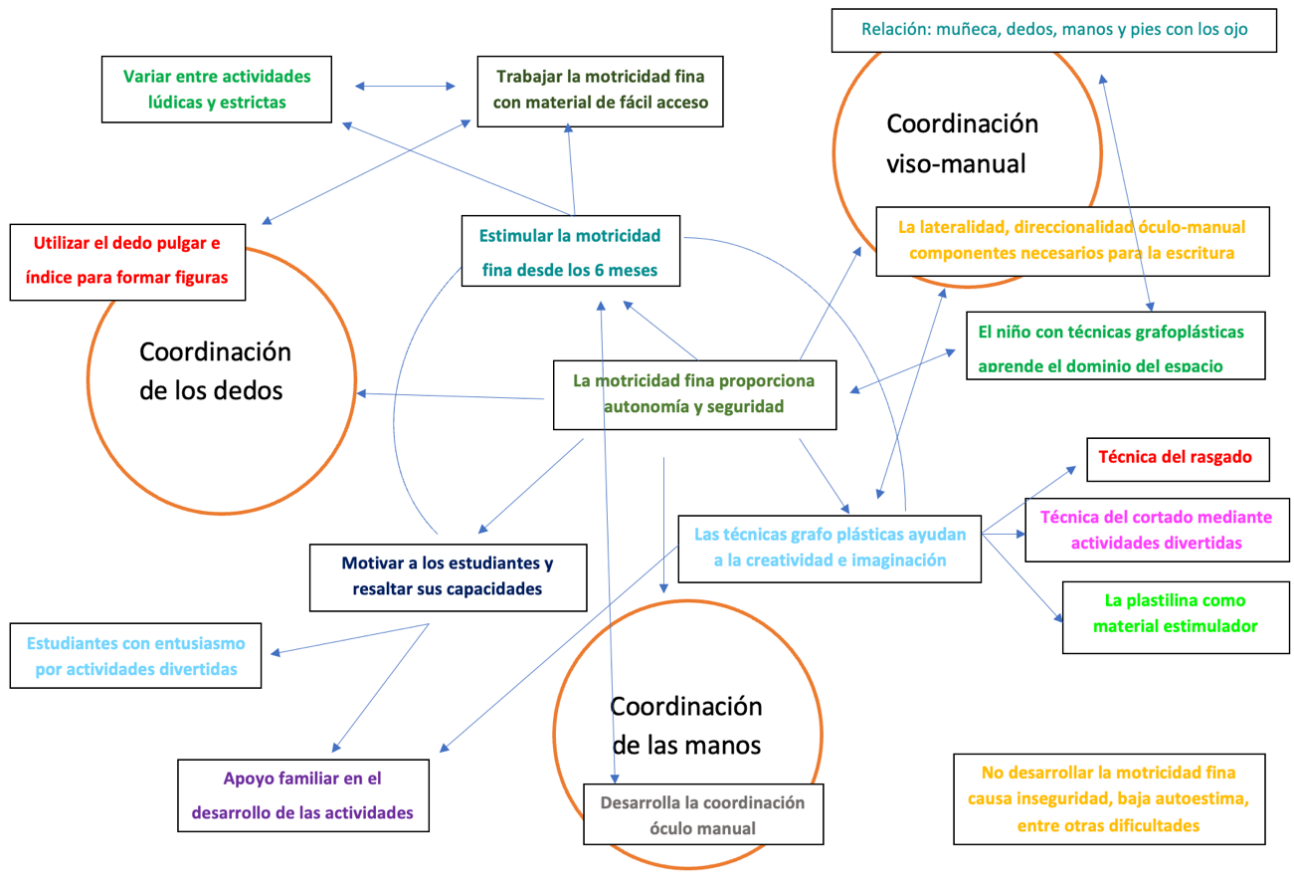 Relación: muñeca, dedos, manos y pies con los ojo
Variar entre actividades
lúdicas y estrictas
Trabajar la motricidad fina
con material de fácil acceso
Coordinación
viso-manual
La lateralidad, direccionalidad óculo-manual
componentes necesarios para la escritura
Utilizar el dedo pulgar e
índice para formar figuras
Estimular la motricidad
fina desde los 6 meses
El niño con técnicas grafoplásticas
aprende el dominio del espacio
Coordinación
de los dedos
La motricidad fina proporciona
autonomía y seguridad
Técnica del rasgado
Técnica del cortado mediante
actividades divertidas
Las técnicas grafo plásticas ayudan
a la creatividad e imaginación
Motivar a los estudiantes y
resaltar sus capacidades
La plastilina como
material estimulador
Estudiantes con entusiasmo
por actividades divertidas
Coordinación
de las manos
Apoyo familiar en el
desarrollo de las actividades
Desarrolla la coordinación
óculo manual
No desarrollar la motricidad fina
causa inseguridad, baja autoestima,
entre otras dificultades